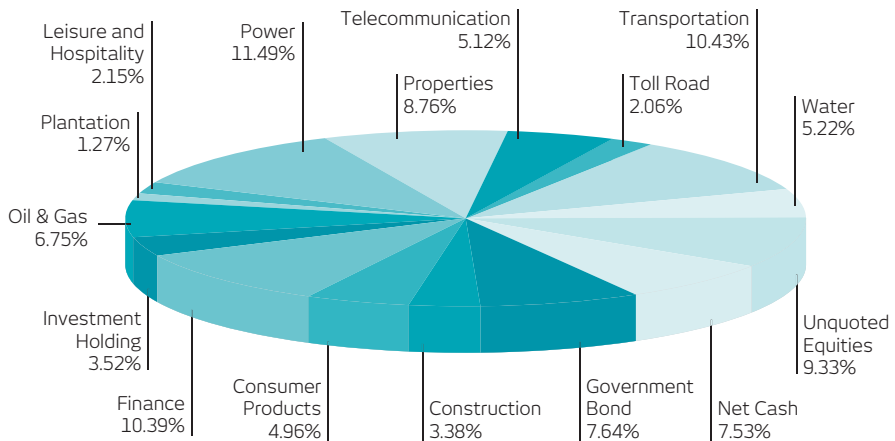 Telecommunication
5.12%
Transportation
10.43%
Leisure and
Hospitality
2.15%
Power
11.49%
Properties
8.76%
Toll Road
2.06%
Water
5.22%
Plantation
1.27%
Oil & Gas
6.75%
Investment
Holding
3.52%
Unquoted
Equities
9.33%
Finance
10.39%
Consumer
Products
4.96%
Construction
3.38%
Government
Bond
7.64%
Net Cash
7.53%